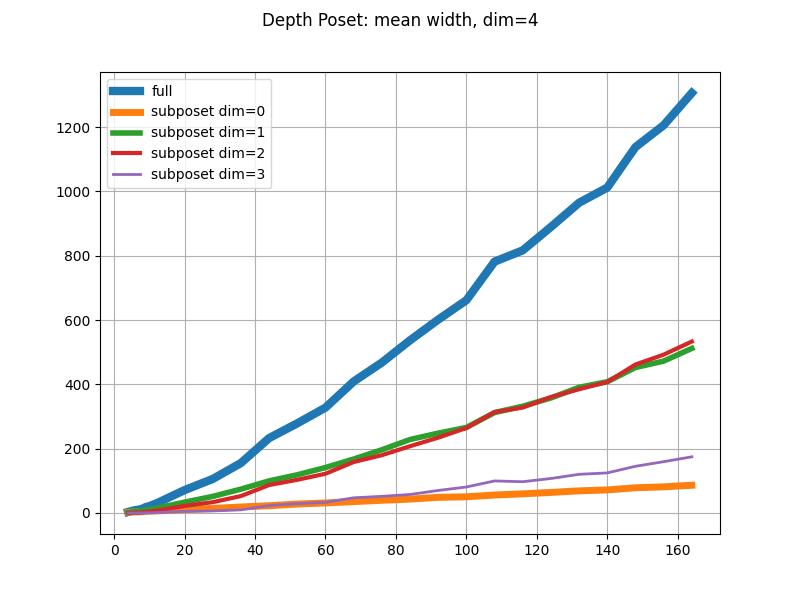 Depth Poset: mean width, dim=4
full
subposet dim=0
subposet dim=1
subposet dim=2
subposet dim=3
1200
1000
800
600
400
200
0
0 20 40 60 80 100 120 140 160